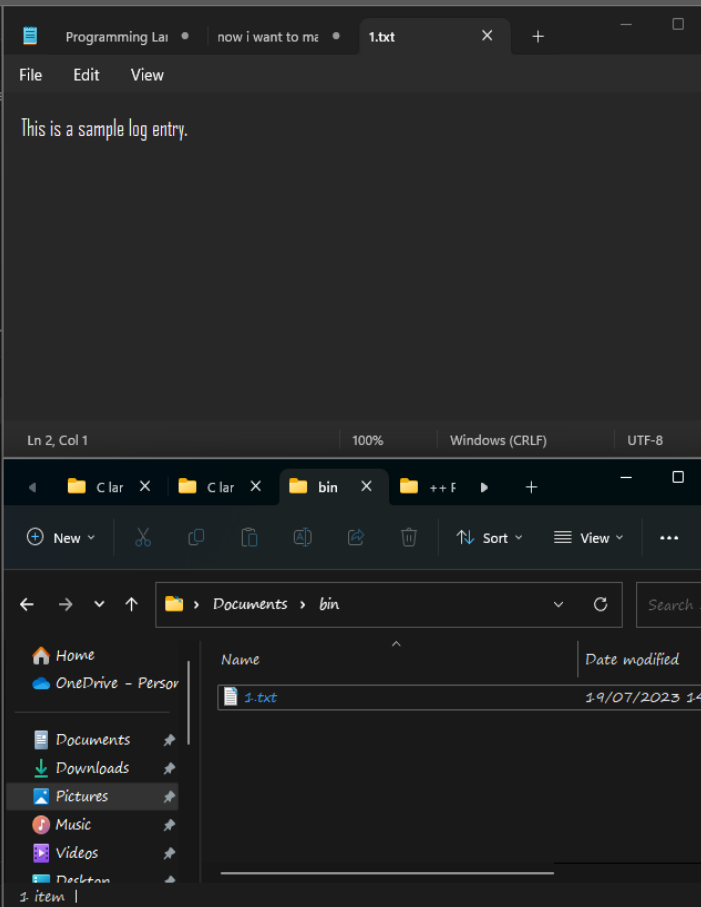 Programming Lar now i want to ma 1.txt
File Edit View
This is a sample log entry.
Ln 2, Col 1 100% Windows (CRLF) UTF-8
C lar C lar bin ++ F
New Sort View
Documents bin Search
Home
OneDrive - Person
Name Date modified
1.txt 19/07/2023 14
Documents
Downloads
Pictures
Music
Videos
Desktop
1 item